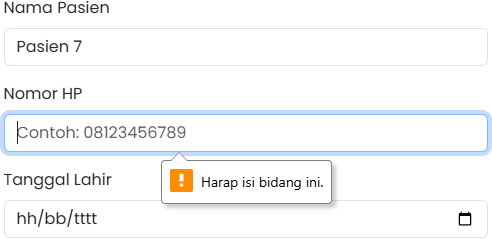 Nama Pasien
Pasien 7
Nomor HP
Contoh: 08123456789
Harap isi bidang ini.
Tanggal Lahir
hh/bb/tttt